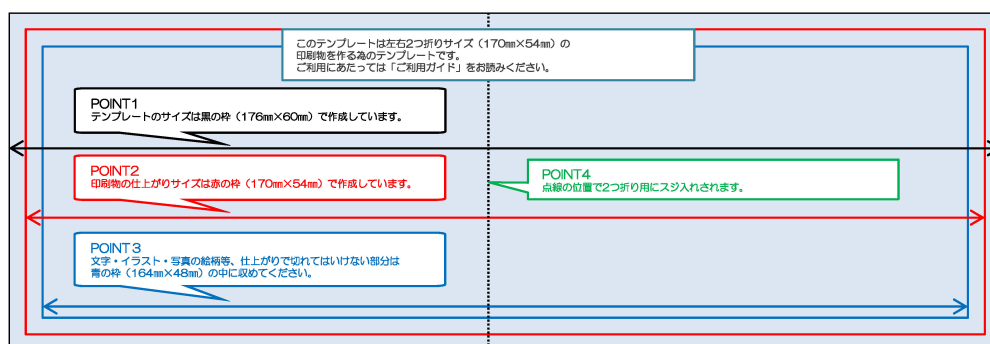 このテンプレートは左右2つ折りサイズ（170㎜×54㎜）の
印刷物を作る為のテンプレートです。
ご利用にあたっては「ご利用ガイド」をお読みください。
POINT1
テンプレートのサイズは黒の枠（176㎜×60㎜）で作成しています。
POINT2
印刷物の仕上がりサイズは赤の枠（170㎜×54㎜）で作成しています。
POINT4
点線の位置で2つ折り用にスジ入れされます。
POINT3
文字・イラスト・写真の絵柄等、仕上がりで切れてはいけない部分は
青の枠（164㎜×48㎜）の中に収めてください。